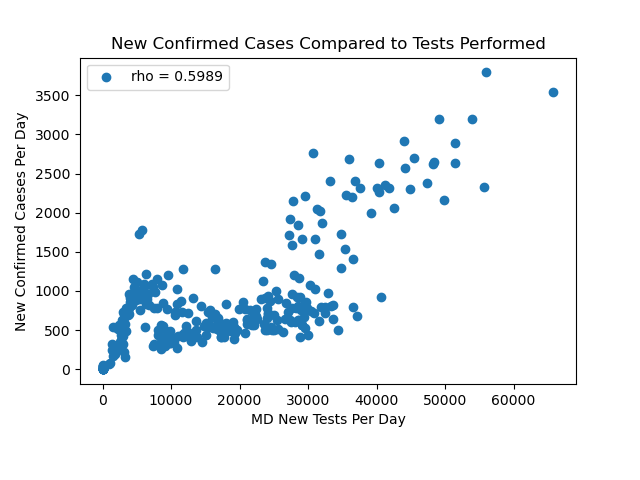 New Confirmed Cases Compared to Tests Performed
rho = 0.5989
3500
3000
2500
2000
1500
1000
500
0
New Confirmed Caeses Per Day
0 10000 20000 30000 40000 50000 60000
MD New Tests Per Day